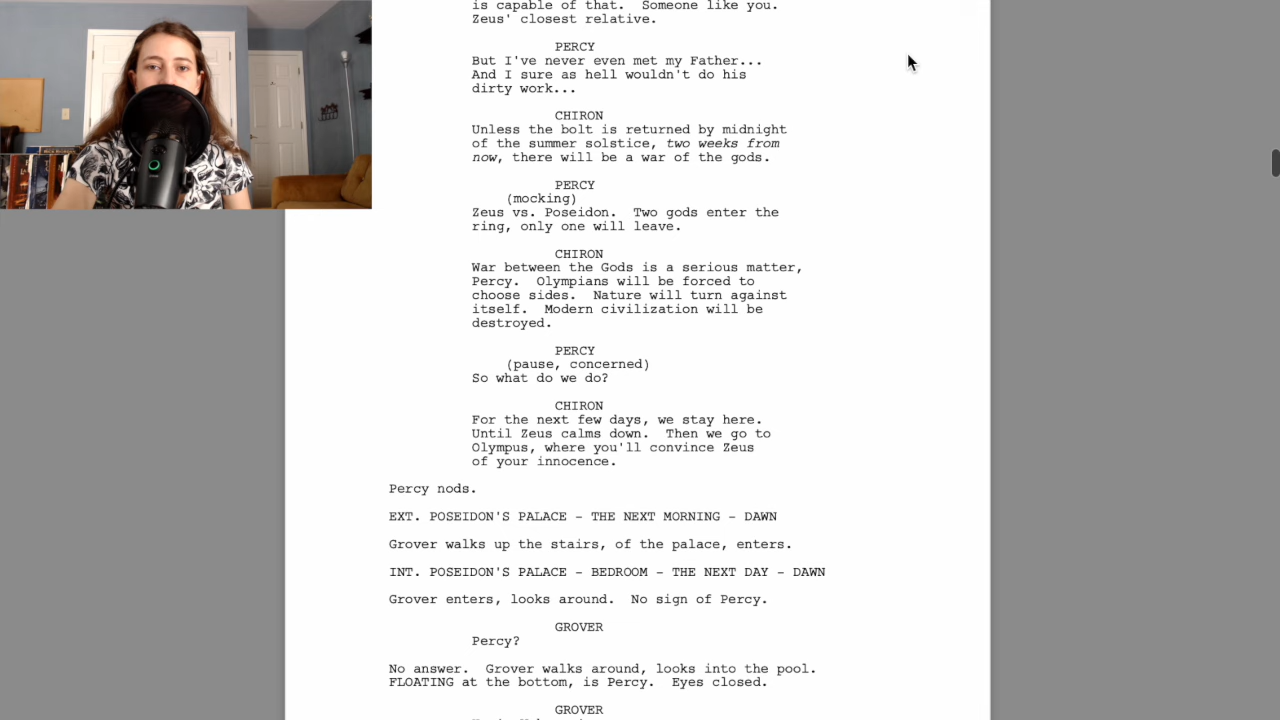 is capable of that.  Someone like you.
Zeus' closest relative.
PERCY
But I've never even met my Father...
And I sure as hell wouldn't do his
dirty work...
CHIRON
Unless the bolt is returned by midnight
of the summer solstice, two weeks from
now, there will be a war of the gods.
PERCY
(mocking)
Zeus vs. Poseidon.  Two gods enter the
ring, only one will leave.
CHIRON
War between the Gods is a serious matter,
Percy.  Olympians will be forced to
choose sides.  Nature will turn against
itself.  Modern civilization will be
destroyed.
PERCY
(pause, concerned)
So what do we do?
CHIRON
For the next few days, we stay here.
Until Zeus calms down.  Then we go to
Olympus, where you'll convince Zeus
of your innocence.
Percy nods.
EXT. POSEIDON'S PALACE – THE NEXT MORNING – DAWN
Grover walks up the stairs, of the palace, enters.
INT. POSEIDON'S PALACE – BEDROOM – THE NEXT DAY – DAWN
Grover enters, looks around.  No sign of Percy.
GROVER
Percy?
No answer.  Grover walks around, looks into the pool.
FLOATING at the bottom, is Percy.  Eyes closed.
GROVER